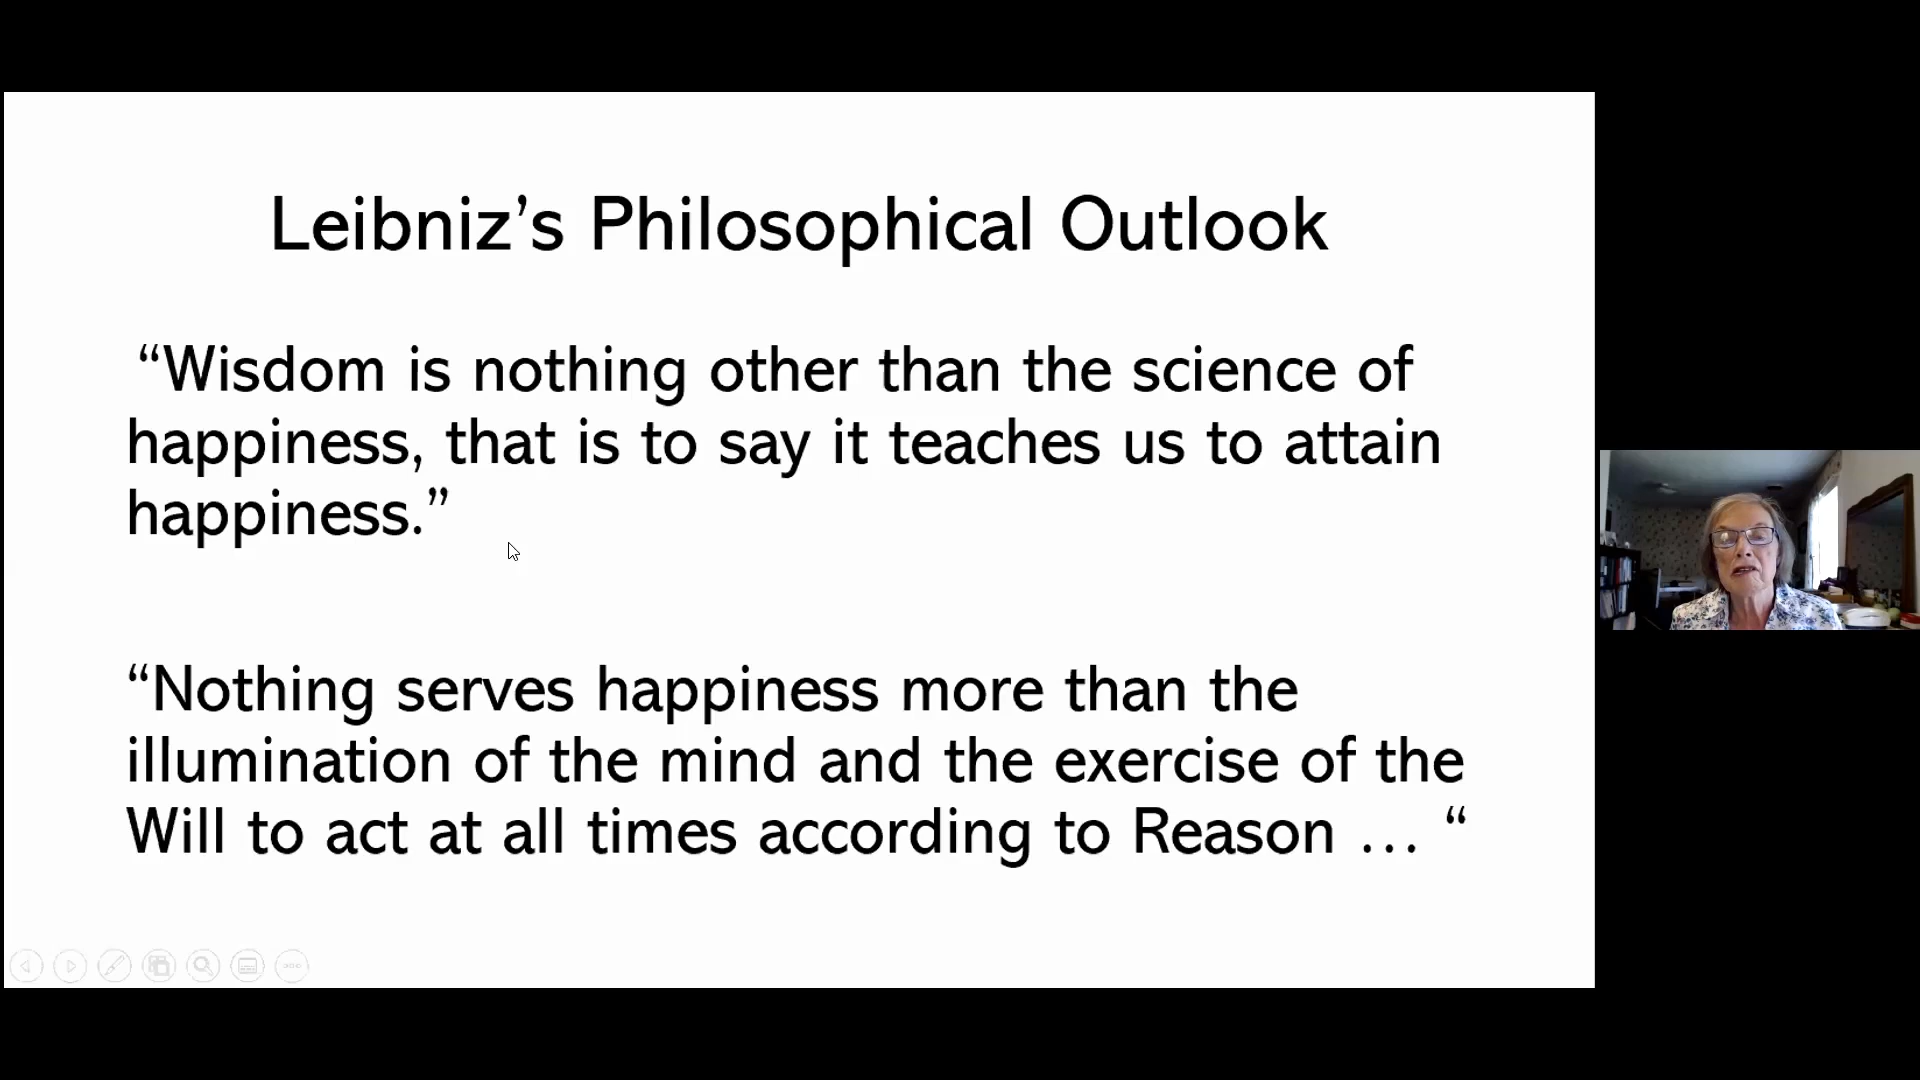 Leibniz’s Philosophical Outlook
“Wisdom is nothing other than the science of
happiness, that is to say it teaches us to attain
happiness.”
“Nothing serves happiness more than the
illumination of the mind and the exercise of the
Will to act at all times according to Reason … “